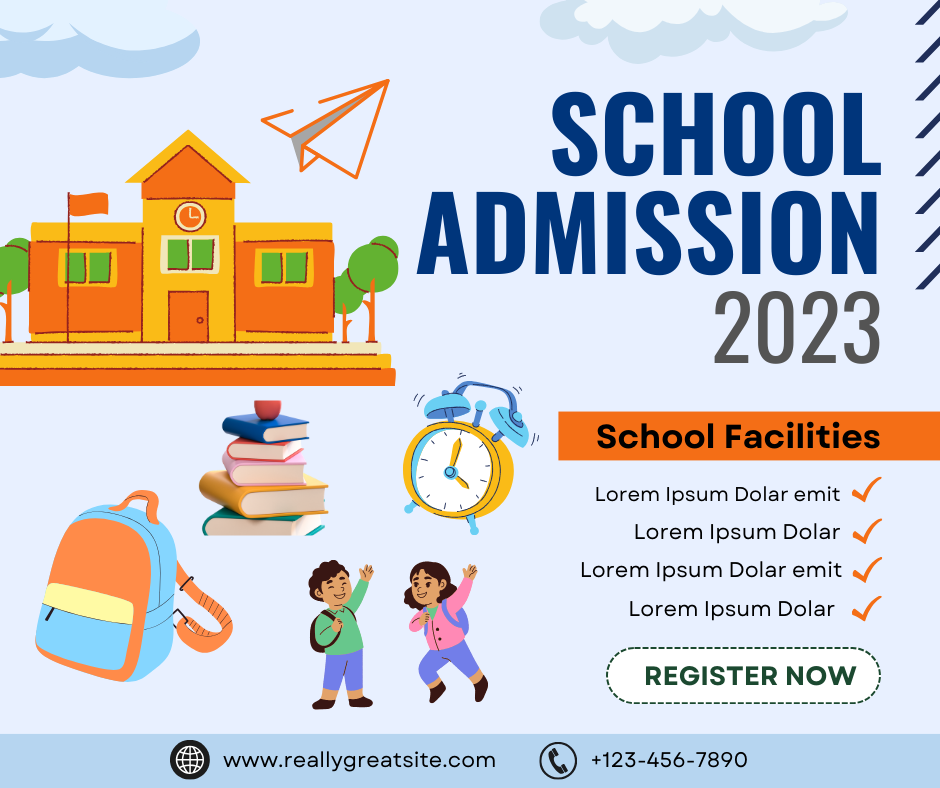 SCHOOL
ADMISSION
2023
School Facilities
Lorem Ipsum Dolar emit
Lorem Ipsum Dolar
Lorem Ipsum Dolar emit
Lorem Ipsum Dolar
REGISTER NOW
www.reallygreatsite.com
+123-456-7890